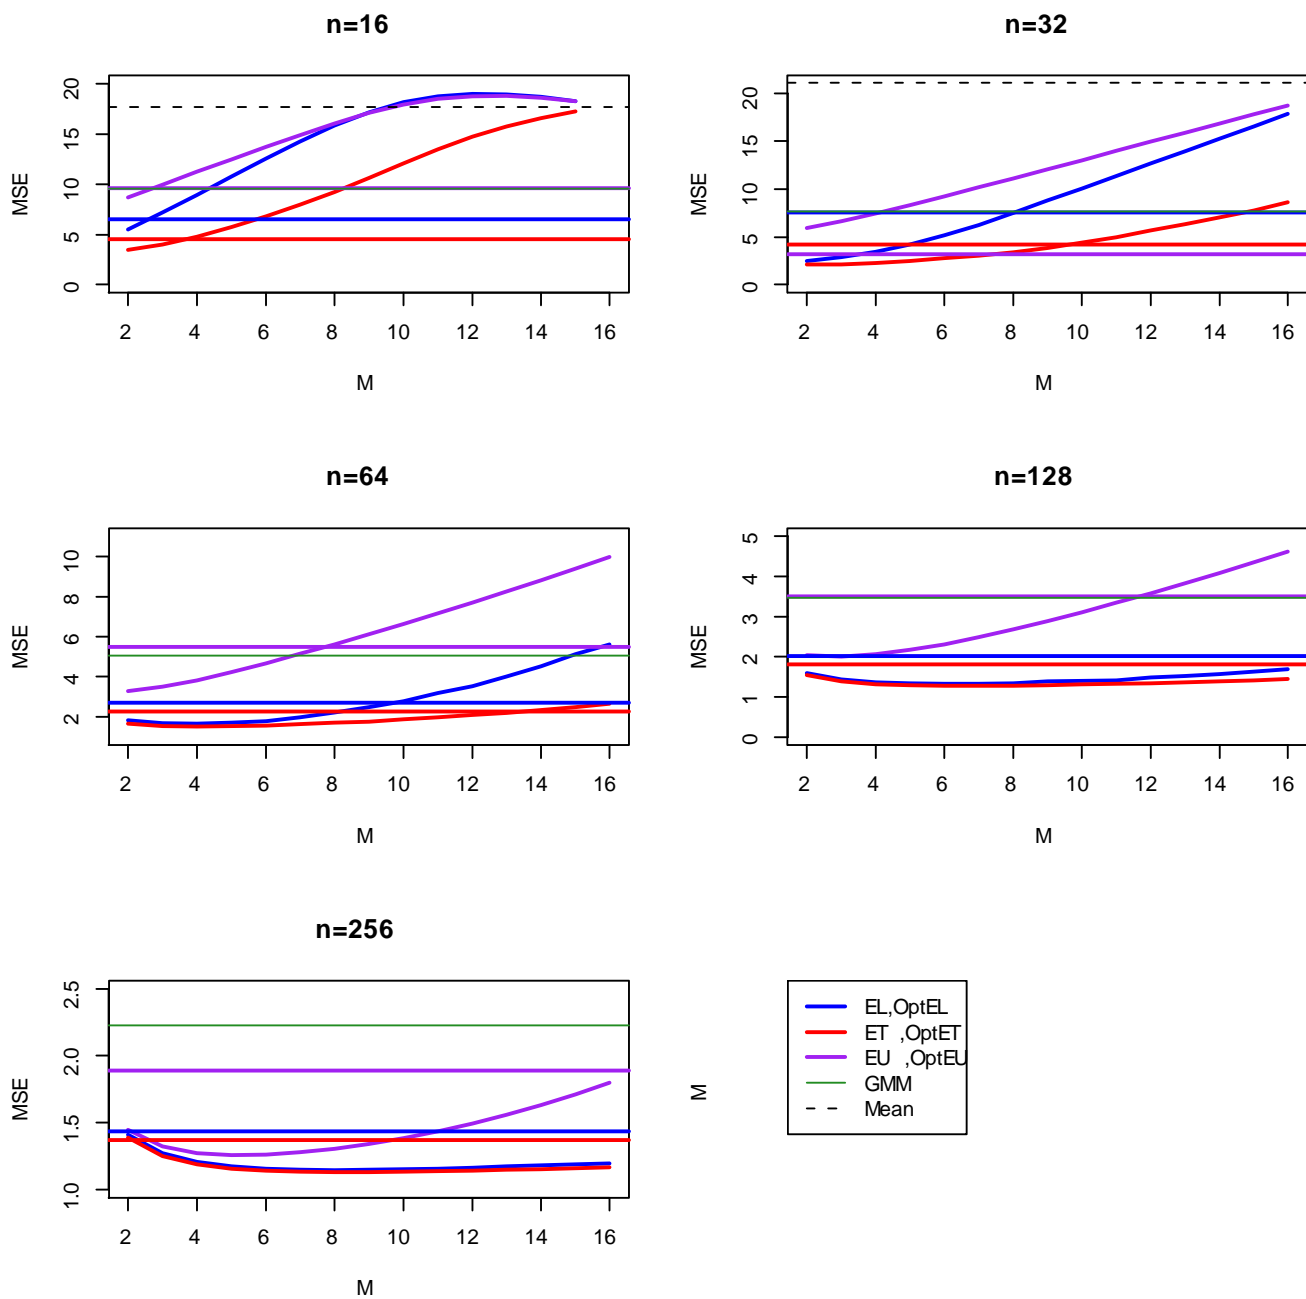 n=16
MSE
0 5 10 15 20
2 4 6 8 10 12 14 16
M
n=32
MSE
0 5 10 15 20
2 4 6 8 10 12 14 16
M
n=64
MSE
2 4 6 8 10
2 4 6 8 10 12 14 16
M
n=128
MSE
0 1 2 3 4 5
2 4 6 8 10 12 14 16
M
n=256
MSE
1.0 1.5 2.0 2.5
2 4 6 8 10 12 14 16
M
M
EL,OptEL
ET ,OptET
EU ,OptEU
GMM
Mean